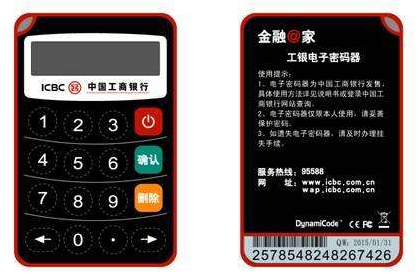 ICBC 中国工商银行
1 2 3
4 5 6 确认
7 8 9 删除
0 ·
金融@家
工银电子密码器
使用提示:
1、电子密码器为中国工商银行发售,
具体使用方法详见说明书或登录中国工
商银行网站查询。
2、电子密码器仅限本人使用,请妥善
保护密码。
3、如遗失电子密码器,请及时办理挂
失手续。
服务热线: 95588
网 址: www.icbc.com.cn
wap.icbc.com.cn
DynamiCode CE FC
QW: 2015/01/31
2578548248267426